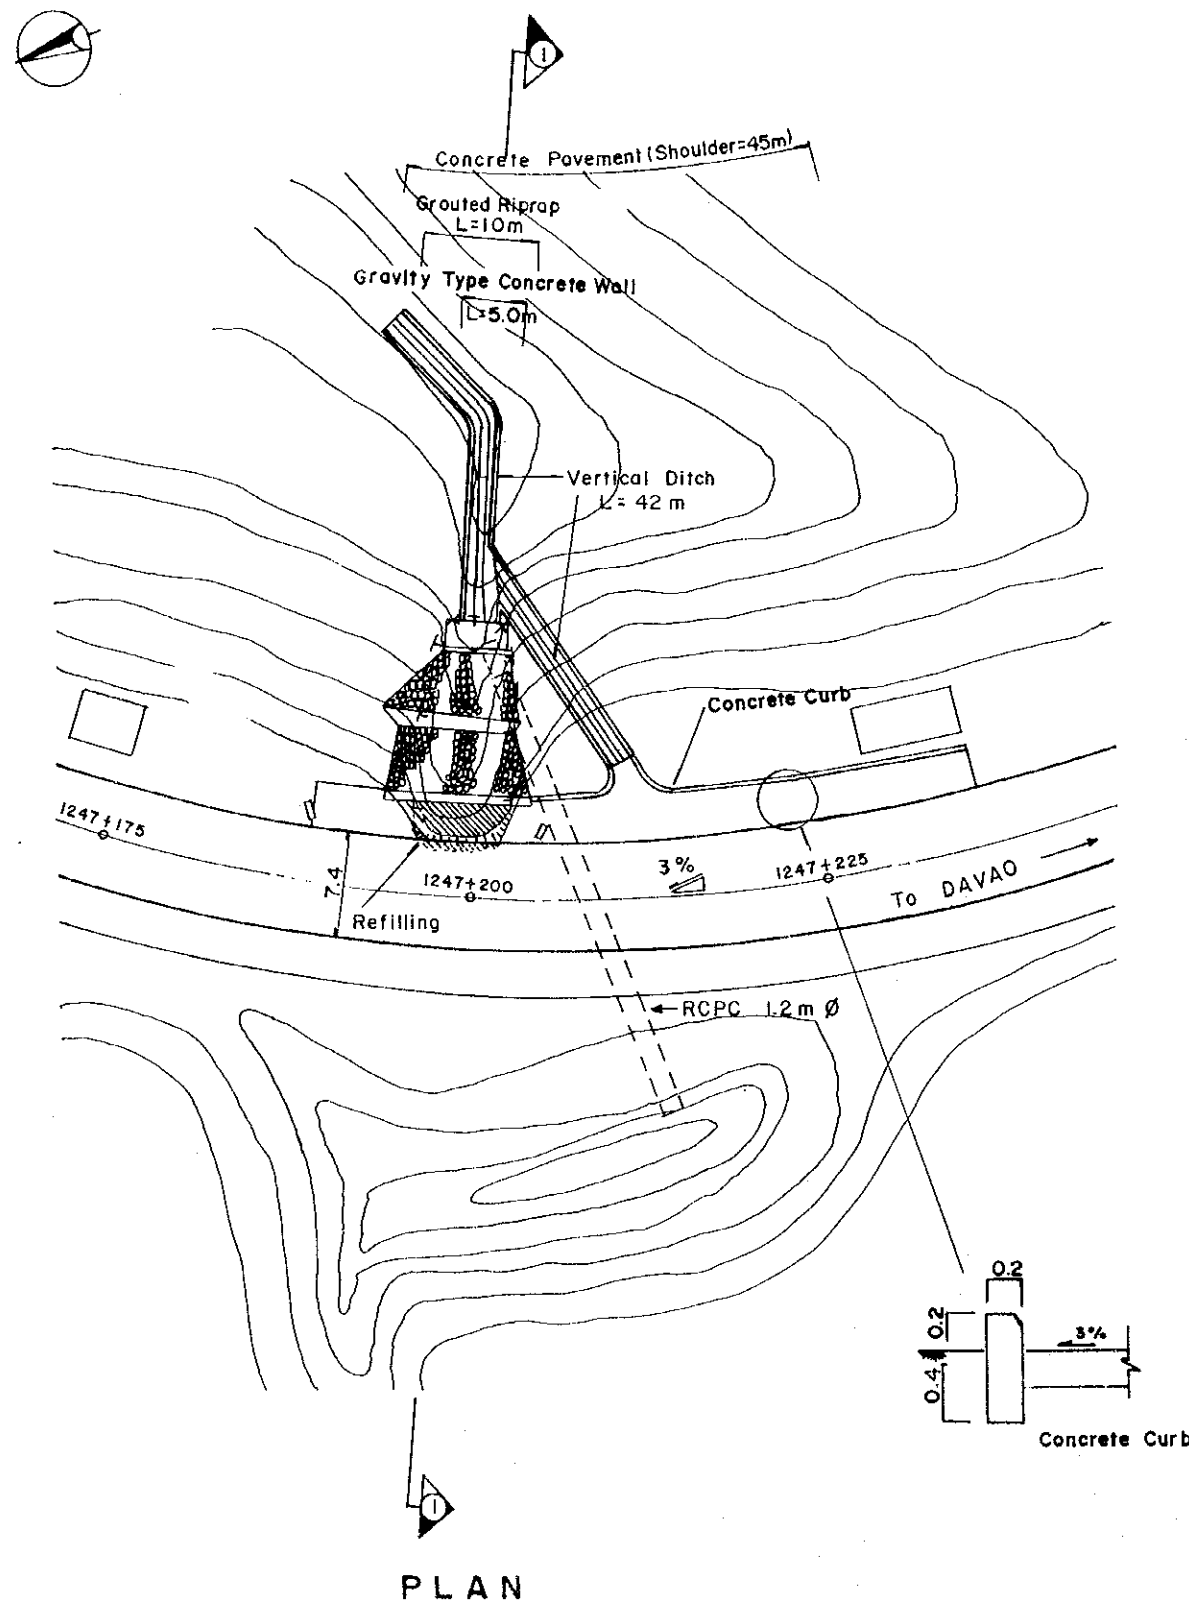 1
Concrete Pavement (Shoulder=45m)
Grouted Riprap
L=10m
Gravity Type Concrete Wall
L=5.0m
Vertical Ditch
L= 42 m
Concrete Curb
1247+175
7.4
1247+200
3%
1247+225
To DAVAO
Refilling
RCPC 1.2 m Ø
0.2
0.2
3%
0.4
Concrete Curb
1
PLAN